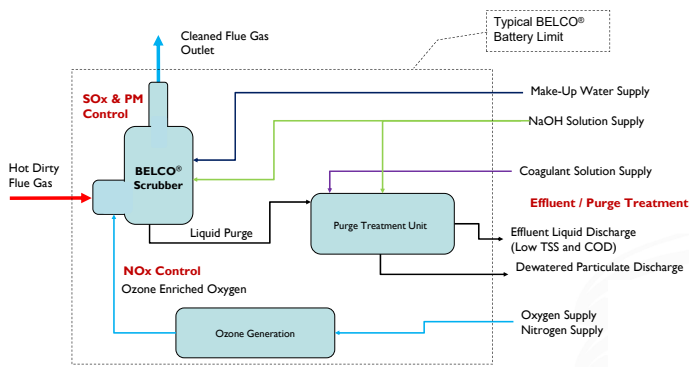 Typical BELCO®
Battery Limit
Cleaned Flue Gas
Outlet
SOx & PM
Control
Make-Up Water Supply
NaOH Solution Supply
Hot Dirty
Flue Gas
BELCO®
Scrubber
Coagulant Solution Supply
Effluent / Purge Treatment
Liquid Purge
Purge Treatment Unit
Effluent Liquid Discharge
(Low TSS and COD)
NOx Control
Dewatered Particulate Discharge
Ozone Enriched Oxygen
Ozone Generation
Oxygen Supply
Nitrogen Supply